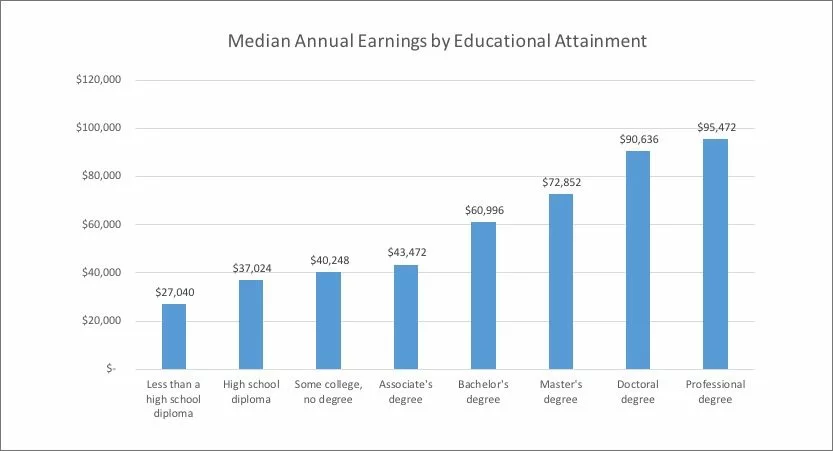 Median Annual Earnings by Educational Attainment
$120,000
$100,000
$80,000
$60,000
$40,000
$20,000
$-
$27,040
$37,024
$40,248
$43,472
$60,996
$72,852
$90,636
$95,472
Less than a
high school
diploma
High school
diploma
Some college,
no degree
Associate's
degree
Bachelor's
degree
Master's
degree
Doctoral
degree
Professional
degree